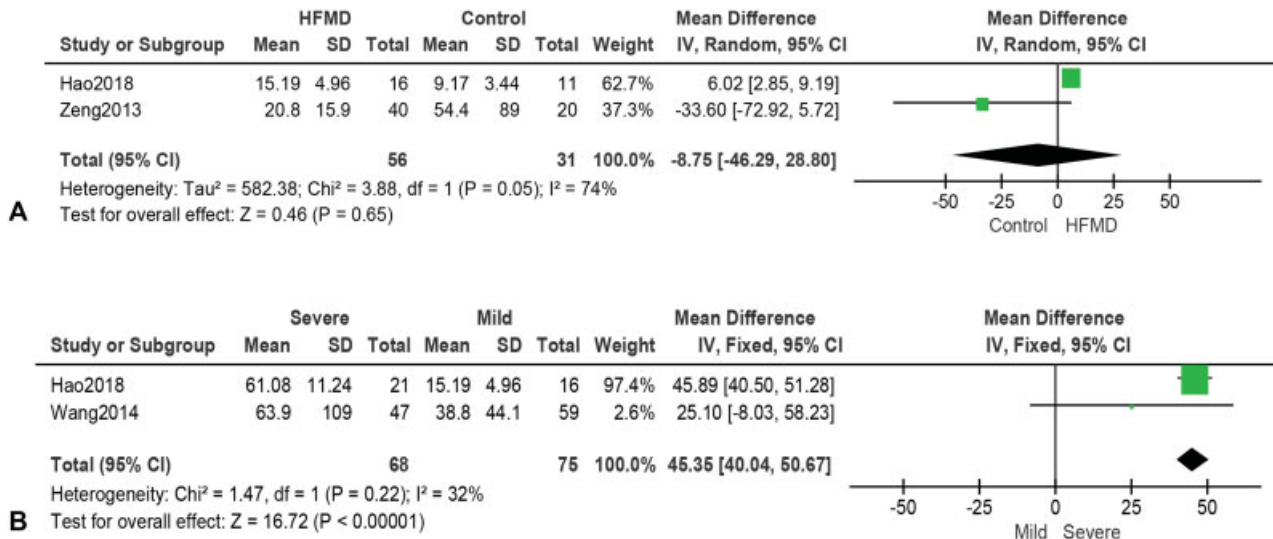 HFMD Control Mean Difference Mean Difference
Study or Subgroup Mean SD Total Mean SD Total Weight IV, Random, 95% CI IV, Random, 95% CI
Hao2018 15.19 4.96 16 9.17 3.44 11 62.7% 6.02 [2.85, 9.19]
Zeng2013 20.8 15.9 40 54.4 89 20 37.3% -33.60 [-72.92, 5.72]
Total (95% CI) 56 31 100.0% -8.75 [-46.29, 28.80]
Heterogeneity: Tau² = 582.38; Chi² = 3.88, df = 1 (P = 0.05); I² = 74%
Test for overall effect: Z = 0.46 (P = 0.65)
-50 -25 0 25 50
Control HFMD
A
Severe Mild Mean Difference Mean Difference
Study or Subgroup Mean SD Total Mean SD Total Weight IV, Fixed, 95% CI IV, Fixed, 95% CI
Hao2018 61.08 11.24 21 15.19 4.96 16 97.4% 45.89 [40.50, 51.28]
Wang2014 63.9 109 47 38.8 44.1 59 2.6% 25.10 [-8.03, 58.23]
Total (95% CI) 68 75 100.0% 45.35 [40.04, 50.67]
Heterogeneity: Chi² = 1.47, df = 1 (P = 0.22); I² = 32%
Test for overall effect: Z = 16.72 (P < 0.00001)
-50 -25 0 25 50
Mild Severe
B